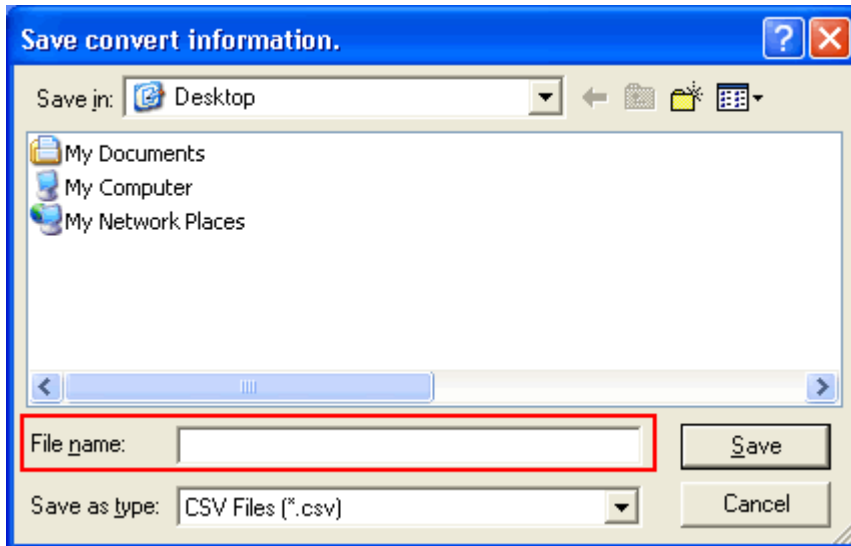 Save convert information.
Save in: Desktop
My Documents
My Computer
My Network Places
File name:
Save
Save as type: CSV Files (*.csv)
Cancel